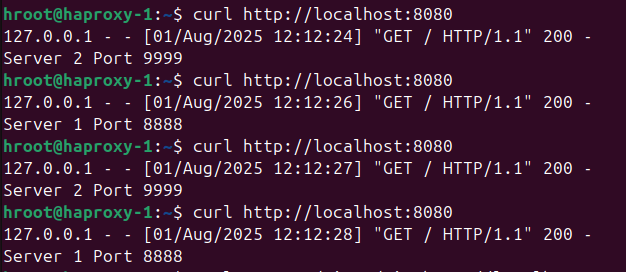 hroot@haproxy-1:~$ curl http://localhost:8080
127.0.0.1 - - [01/Aug/2025 12:12:24] "GET / HTTP/1.1" 200 -
Server 2 Port 9999
hroot@haproxy-1:~$ curl http://localhost:8080
127.0.0.1 - - [01/Aug/2025 12:12:26] "GET / HTTP/1.1" 200 -
Server 1 Port 8888
hroot@haproxy-1:~$ curl http://localhost:8080
127.0.0.1 - - [01/Aug/2025 12:12:27] "GET / HTTP/1.1" 200 -
Server 2 Port 9999
hroot@haproxy-1:~$ curl http://localhost:8080
127.0.0.1 - - [01/Aug/2025 12:12:28] "GET / HTTP/1.1" 200 -
Server 1 Port 8888